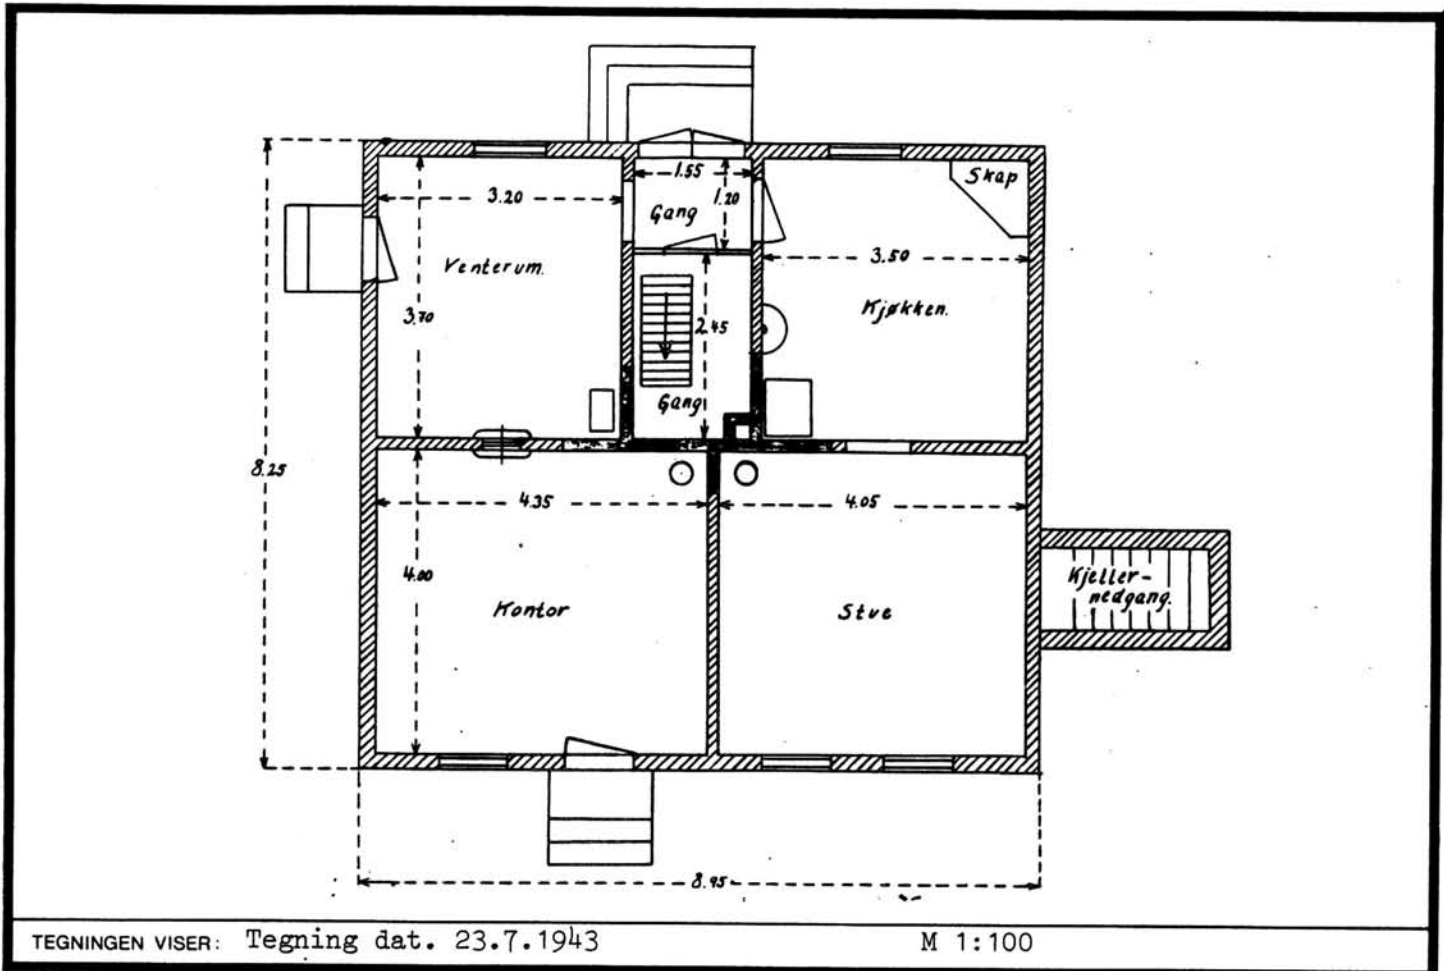 1.55
Skap
3.20
1.20
Gang
Venterum.
3.50
3.70
2.45
Kjøkken.
Gang
8.25
4.35
4.05
4.00
Kontor
Stue
Kjeller-
nedgang.
8.95
TEGNINGEN VISER: Tegning dat. 23.7.1943 M 1:100